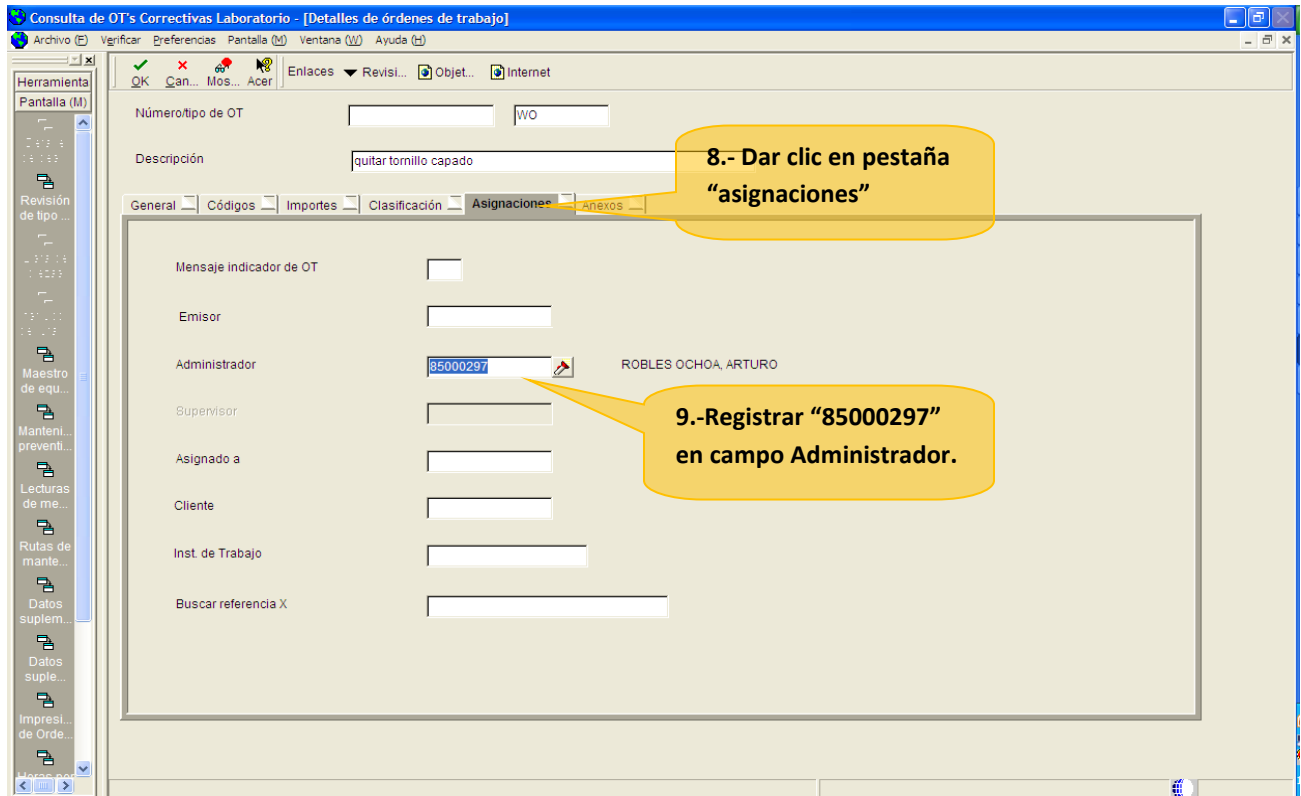 Consulta de OT's Correctivas Laboratorio - [Detalles de órdenes de trabajo]
Archivo (F) Verificar Preferencias Pantalla (M) Ventana (W) Ayuda (H)
Herramienta
Pantalla (M)
OK Can... Mos... Acer Enlaces Revisi... Objet... Internet
Número/tipo de OT WO
Descripción quitar tornillo capado
8.- Dar clic en pestaña
“asignaciones”
General Códigos Importes Clasificación Asignaciones Anexos
Revisión
de tipo ...
Mensaje indicador de OT
Emisor
Administrador 85000297 ROBLES OCHOA, ARTURO
Supervisor
9.-Registrar “85000297”
en campo Administrador.
Asignado a
Cliente
Inst. de Trabajo
Buscar referencia X
Maestro
de equ...
Manteni...
preventi...
Lecturas
de me...
Rutas de
mante...
Datos
suplem...
Datos
suple...
Impresi...
de Orde...
Horas por